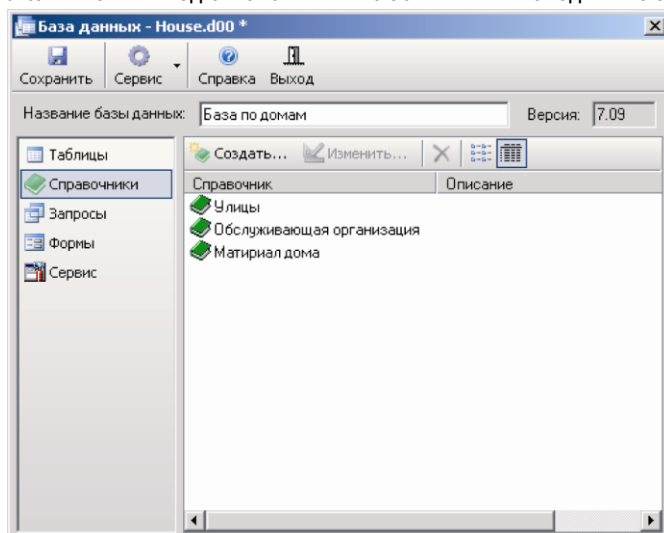 База данных - House.d00 *
Сохранить Сервис Справка Выход
Название базы данных: База по домам Версия: 7.09
Таблицы
Справочники
Запросы
Формы
Сервис
Создать... Изменить...
Справочник Описание
Улицы
Обслуживающая организация
Матириал дома